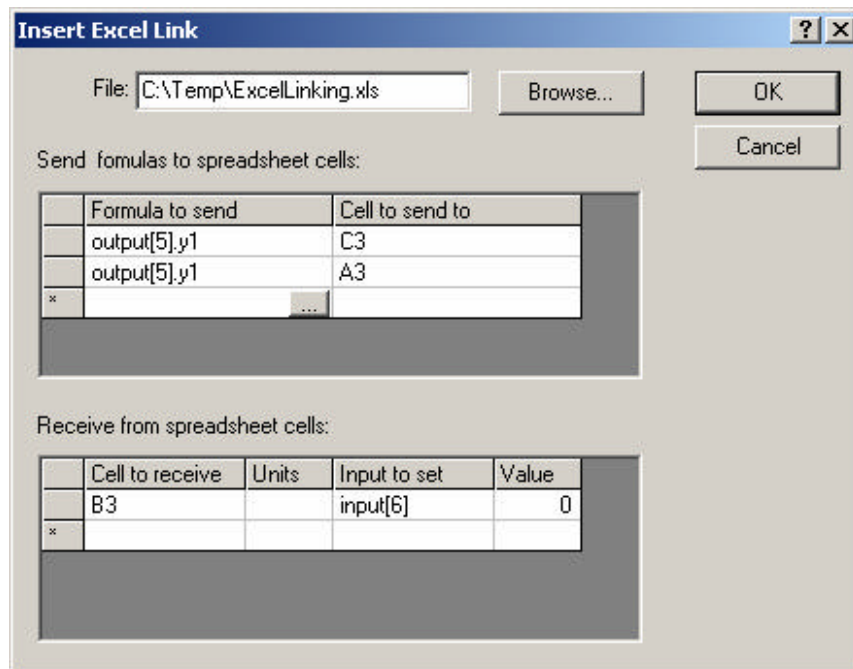 Insert Excel Link
File: C:\Temp\ExcelLinking.xls Browse... OK
Cancel
Send fomulas to spreadsheet cells:
Formula to send Cell to send to
output[5].y1 C3
output[5].y1 A3
* ...
Receive from spreadsheet cells:
Cell to receive Units Input to set Value
B3 input[6] 0
*